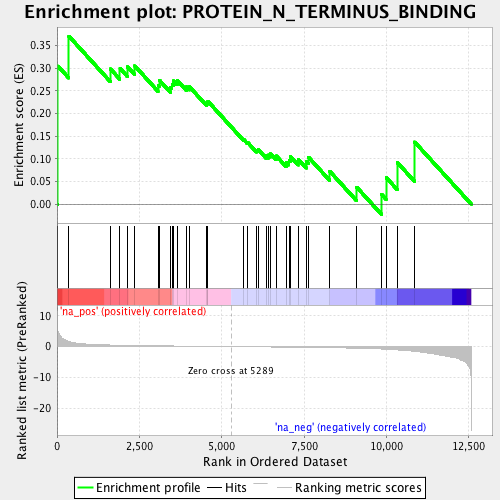 Enrichment plot: PROTEIN_N_TERMINUS_BINDING
Enrichment score (ES)
0.35
0.30
0.25
0.20
0.15
0.10
0.05
0.00
'na_pos' (positively correlated)
Ranked list metric (PreRanked)
10
0
-10
-20
Zero cross at 5289
'na_neg' (negatively correlated)
0
2,500
5,000
7,500
10,000
12,500
Rank in Ordered Dataset
Enrichment profile
Hits
Ranking metric scores